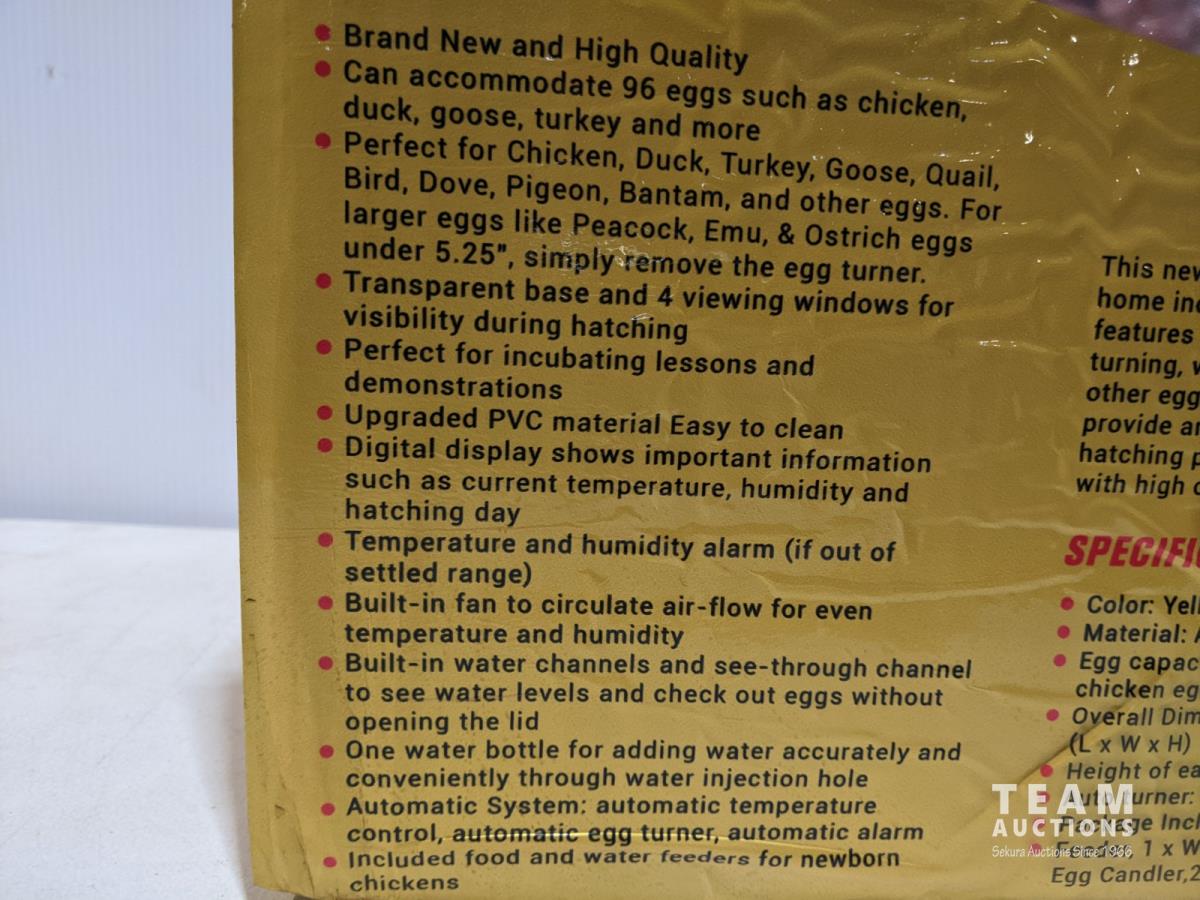 Brand New and High Quality
Can accommodate 96 eggs such as chicken,
duck, goose, turkey and more
Perfect for Chicken, Duck, Turkey, Goose, Quail,
Bird, Dove, Pigeon, Bantam, and other eggs. For
larger eggs like Peacock, Emu, & Ostrich eggs
under 5.25", simply remove the egg turner.
Transparent base and 4 viewing windows for
visibility during hatching
Perfect for incubating lessons and
demonstrations
Upgraded PVC material Easy to clean
Digital display shows important information
such as current temperature, humidity and
hatching day
Temperature and humidity alarm (if out of
settled range)
Built-in fan to circulate air-flow for even
temperature and humidity
Built-in water channels and see-through channel
to see water levels and check out eggs without
opening the lid
One water bottle for adding water accurately and
conveniently through water injection hole
Automatic System: automatic temperature
control, automatic egg turner, automatic alarm
Included food and water feeders for newborn
chickens
This
home
features
turning,
other
provide
hatching
with high
Color:
Material:
Egg
chicken
Overall
(L x W x H)
Height of
turner:
1 x
Egg Candler,
TEAM
AUCTIONS
Sekura Auctions Since 1966